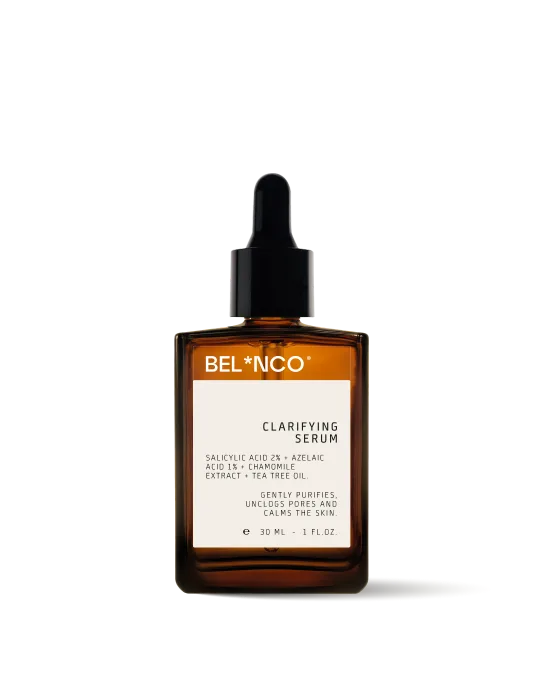 BEL*NCO®
CLARIFYING
SERUM
SALICYLIC ACID 2% + AZELAIC
ACID 1% + CHAMOMILE
EXTRACT + TEA TREE OIL.
GENTLY PURIFIES,
UNCLOGS PORES AND
CALMS THE SKIN.
℮ 30 ML - 1 FL.OZ.